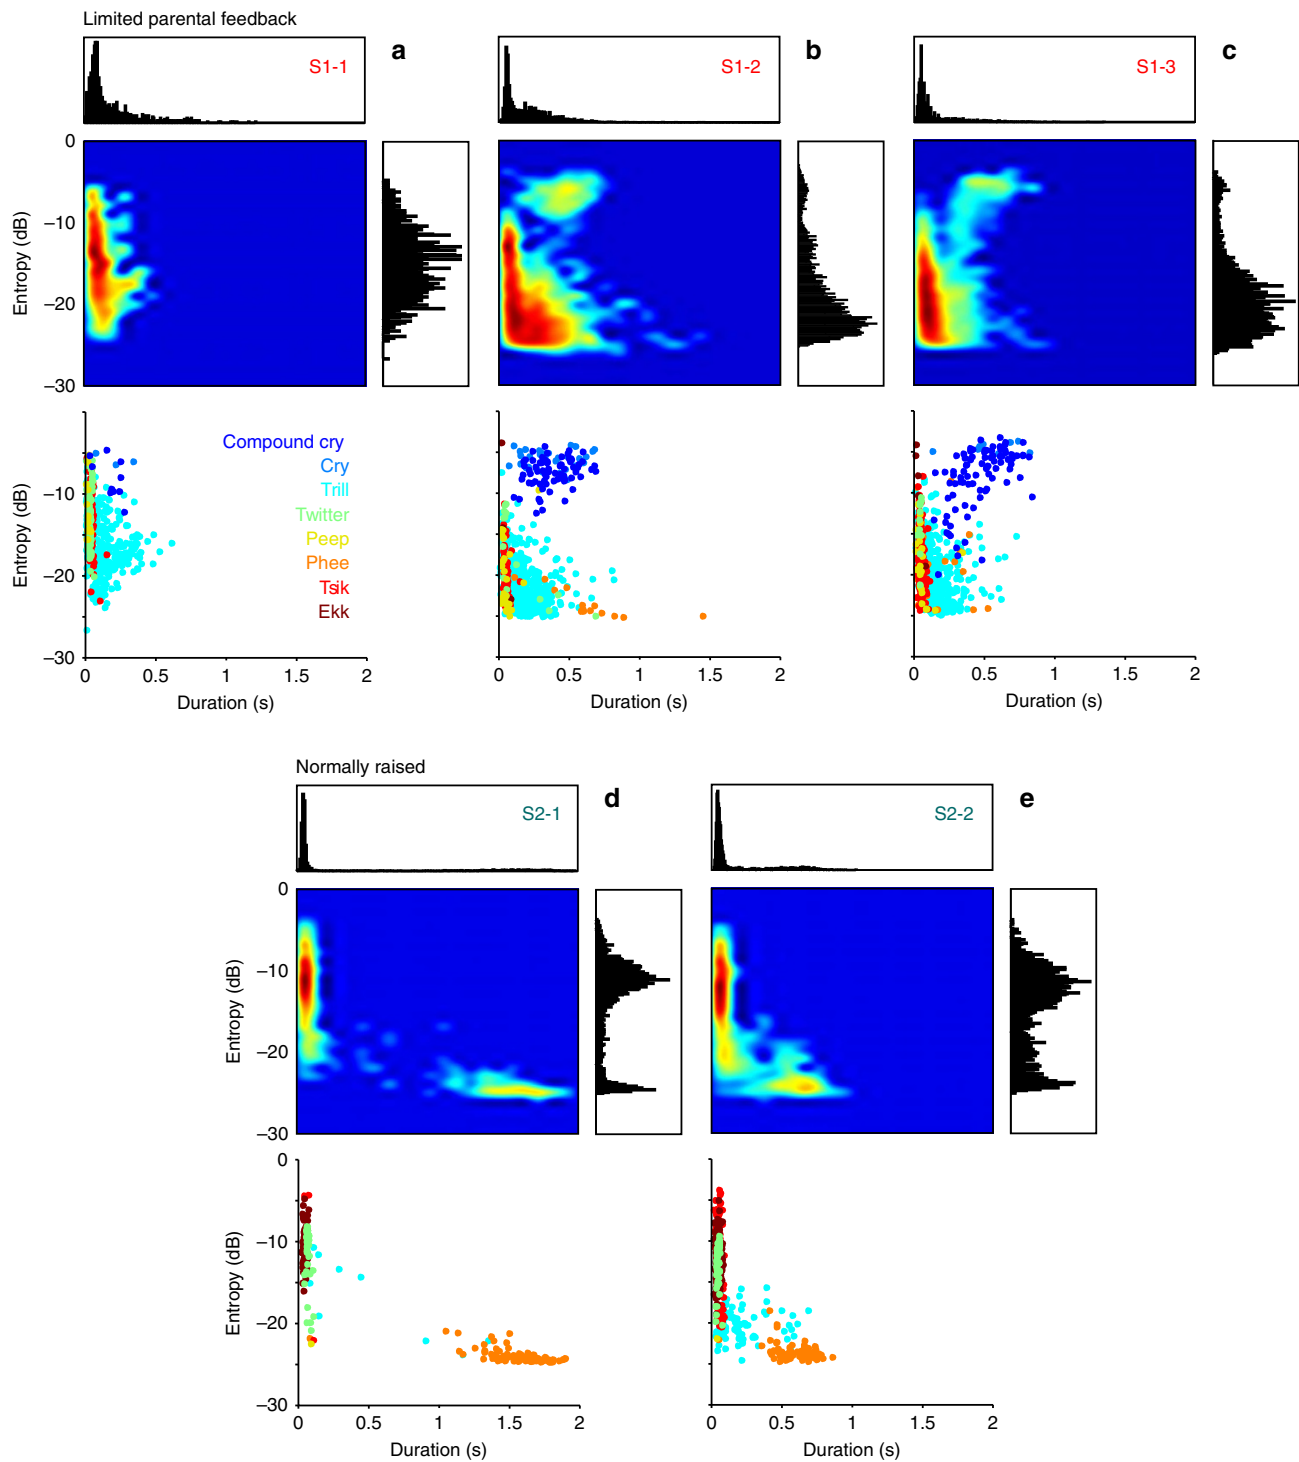 Limited parental feedback
S1-1 a S1-2 b S1-3 c
0
−10
−20
−30
Entropy (dB)
Compound cry
Cry
Trill
Twitter
Peep
Phee
Tsik
Ekk
−10
−20
−30
Entropy (dB)
0 0.5 1 1.5 2 0 0.5 1 1.5 2 0 0.5 1 1.5 2
Duration (s) Duration (s) Duration (s)
Normally raised
S2-1 d S2-2 e
0
−10
−20
−30
Entropy (dB)
0
−10
−20
−30
Entropy (dB)
0 0.5 1 1.5 2 0 0.5 1 1.5 2
Duration (s) Duration (s)